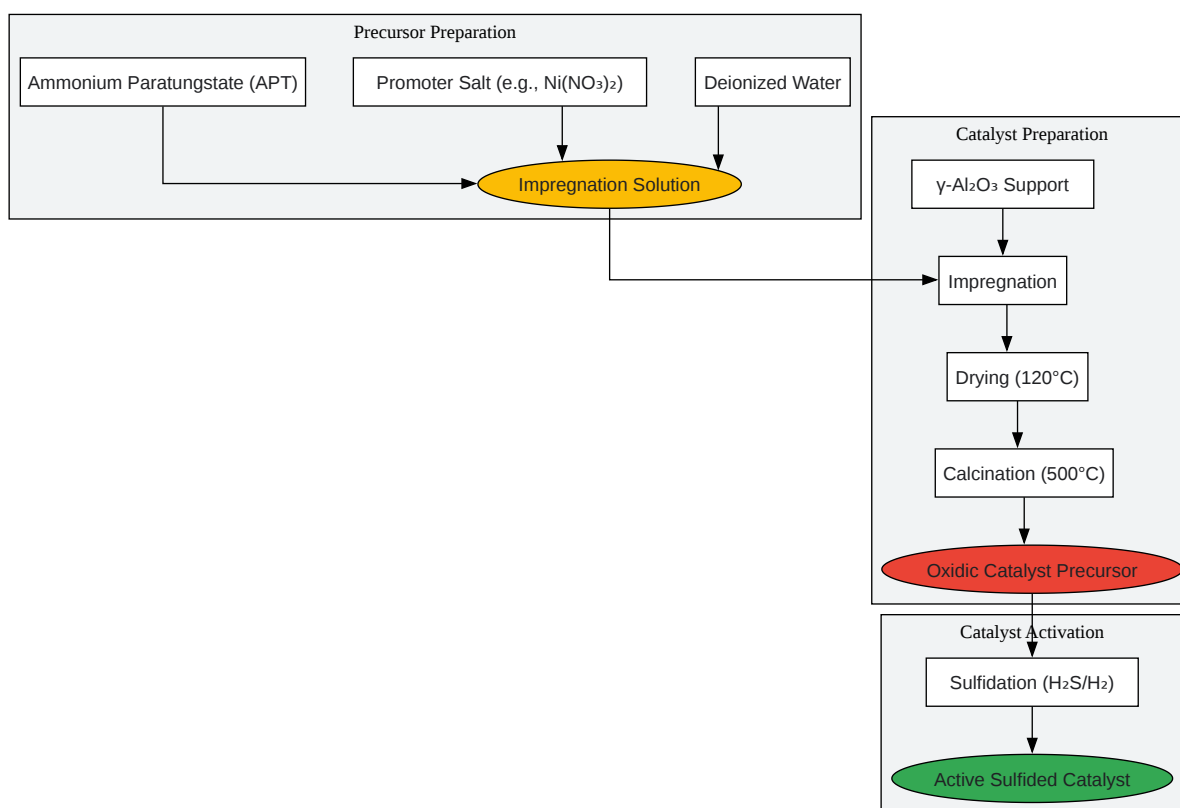 Precursor Preparation
Ammonium Paratungstate (APT)
Promoter Salt (e.g., Ni(NO₃)₂)
Deionized Water
Impregnation Solution
Catalyst Preparation
γ-Al₂O₃ Support
Impregnation
Drying (120°C)
Calcination (500°C)
Oxidic Catalyst Precursor
Catalyst Activation
Sulfidation (H₂S/H₂)
Active Sulfided Catalyst